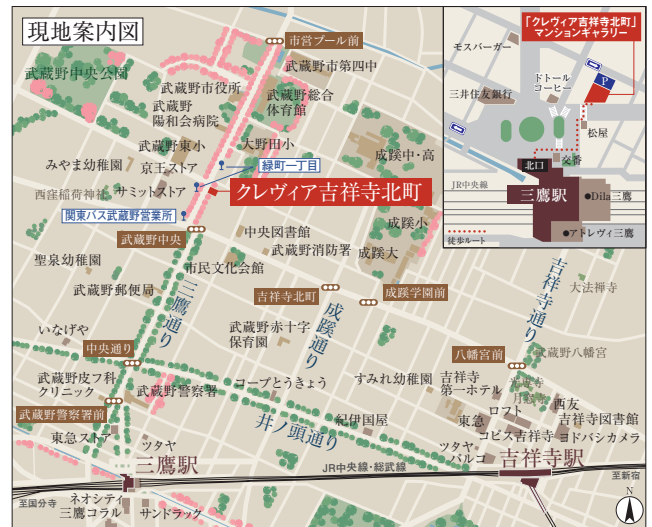 現地案内図
市営プール前
武蔵野中央公園
武蔵野市役所
武蔵野市第四中
武蔵野
陽和会病院
武蔵野総合
体育館
武蔵野東小
大野田小
みやま幼稚園
京王ストア
緑町一丁目
成蹊中・高
西窪稲荷神社
サミットストア
クレヴィア吉祥寺北町
関東バス武蔵野営業所
成蹊小
武蔵野中央
中央図書館
武蔵野消防署
成蹊大
聖泉幼稚園
市民文化会館
三鷹通り
武蔵野郵便局
吉祥寺北町
成蹊学園前
成蹊通り
吉祥寺通り
大法禅寺
いなげや
武蔵野赤十字
保育園
中央通り
八幡宮前
武蔵野八幡宮
武蔵野皮フ科
クリニック
武蔵野警察署
コープとうきょう
すみれ幼稚園
吉祥寺
第一ホテル
光専寺
月窓寺
武蔵野警察署前
井ノ頭通り
紀伊国屋
ロフト
西友
東急
吉祥寺図書館
コピス吉祥寺
ヨドバシカメラ
東急ストア
ツタヤ
ツタヤ
パルコ
三鷹駅
JR中央線・総武線
吉祥寺駅
至国分寺
至新宿
ネオシティ
三鷹コラル
サンドラック
N
「クレヴィア吉祥寺北町」
マンションギャラリー
モスバーガー
ドトール
コーヒー
P
三井住友銀行
松屋
交番
北口
JR中央線
三鷹駅
Dila三鷹
アトレヴィ三鷹
徒歩ルート